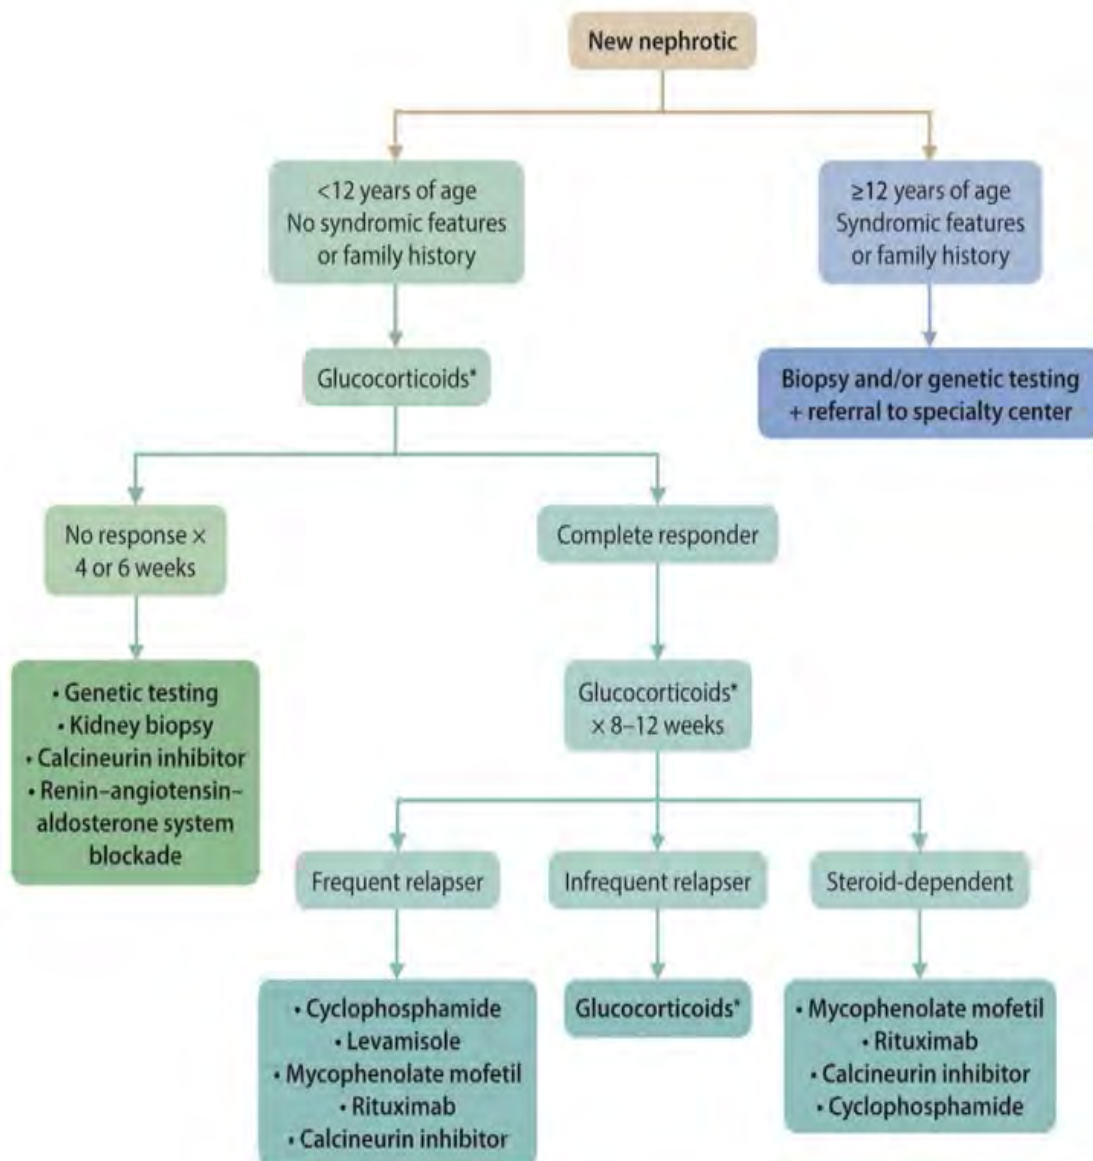 New nephrotic
<12 years of age
No syndromic features
or family history
≥12 years of age
Syndromic features
or family history
Glucocorticoids*
Biopsy and/or genetic testing
+ referral to specialty center
No response ×
4 or 6 weeks
Complete responder
• Genetic testing
• Kidney biopsy
• Calcineurin inhibitor
• Renin–angiotensin–
aldosterone system
blockade
Glucocorticoids*
× 8–12 weeks
Frequent relapser
Infrequent relapser
Steroid-dependent
• Cyclophosphamide
• Levamisole
• Mycophenolate mofetil
• Rituximab
• Calcineurin inhibitor
Glucocorticoids*
• Mycophenolate mofetil
• Rituximab
• Calcineurin inhibitor
• Cyclophosphamide